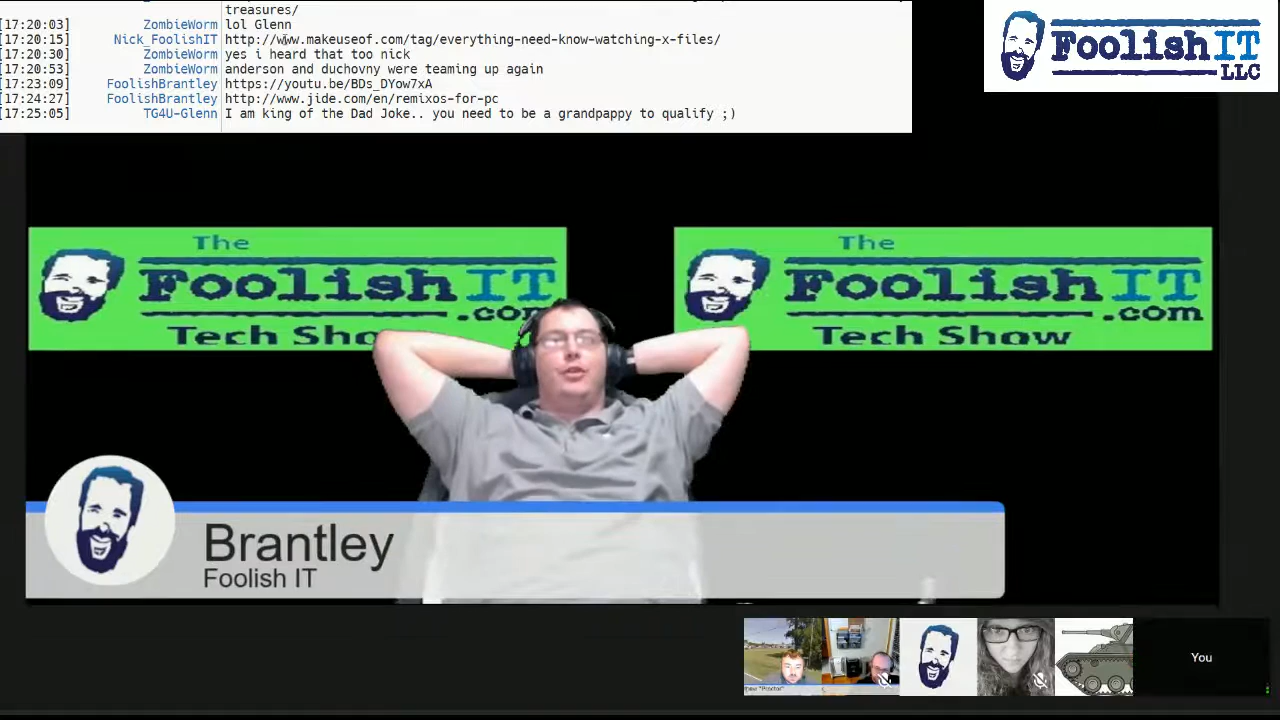 treasures/
[17:20:03] ZombieWorm lol Glenn
[17:20:15] Nick_FoolishIT http://www.makeuseof.com/tag/everything-need-know-watching-x-files/
[17:20:30] ZombieWorm yes i heard that too nick
[17:20:53] ZombieWorm anderson and duchovny were teaming up again
[17:23:09] FoolishBrantley https://youtu.be/BDs_DYow7xA
[17:24:27] FoolishBrantley http://www.jide.com/en/remixos-for-pc
[17:25:05] TG4U-Glenn I am king of the Dad Joke.. you need to be a grandpappy to qualify ;)
FoolishIT
LLC
The
FoolishIT
.com
Tech Sho
The
FoolishIT
.com
Tech Show
Brantley
Foolish IT
You